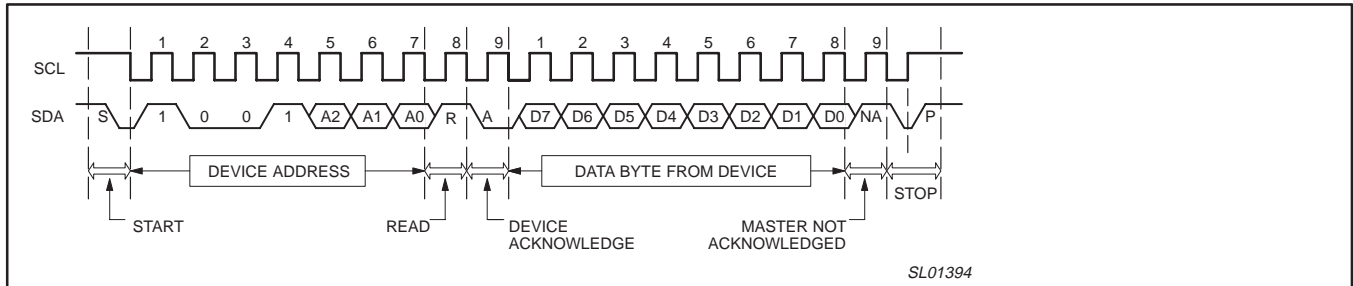 1 2 3 4 5 6 7 8 9 1 2 3 4 5 6 7 8 9
SCL
SDA S 1 0 0 1 A2 A1 A0 R A D7 D6 D5 D4 D3 D2 D1 D0 NA P
DEVICE ADDRESS DATA BYTE FROM DEVICE
STOP
START READ DEVICE MASTER NOT
ACKNOWLEDGE ACKNOWLEDGED
SL01394